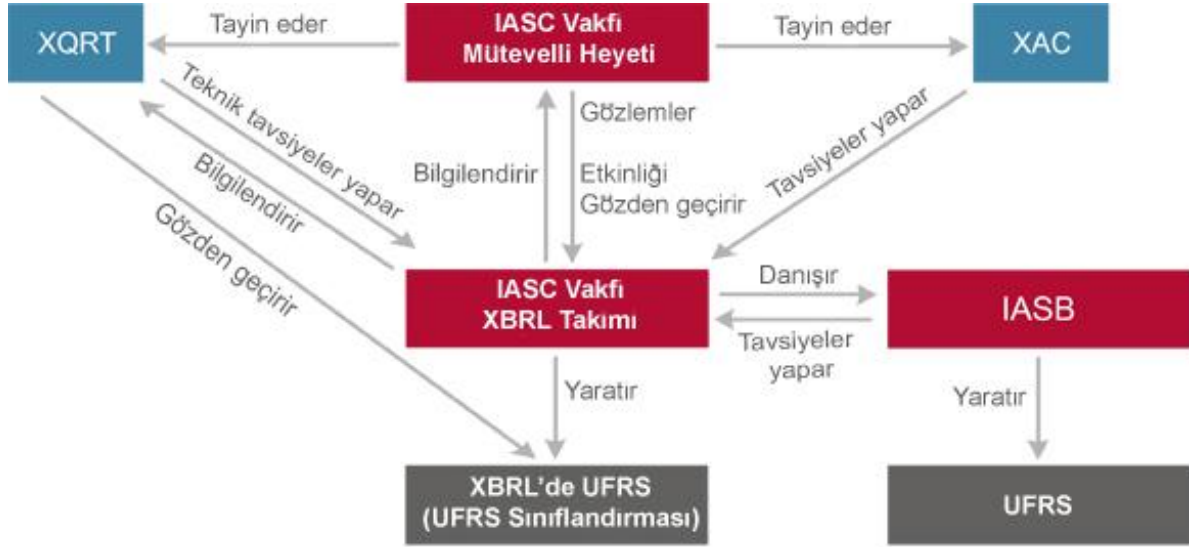 XQRT
Tayin eder
IASC Vakfı
Mütevelli Heyeti
Tayin eder
XAC
Teknik tavsiyeler yapar
Bilgilendirir
Gözden geçirir
Bilgilendirir
Gözlemler
Etkinliği
Gözden geçirir
Tavsiyeler yapar
IASC Vakfı
XBRL Takımı
Danışır
Tavsiyeler
yapar
IASB
Yaratır
Yaratır
XBRL'de UFRS
(UFRS Sınıflandırması)
UFRS